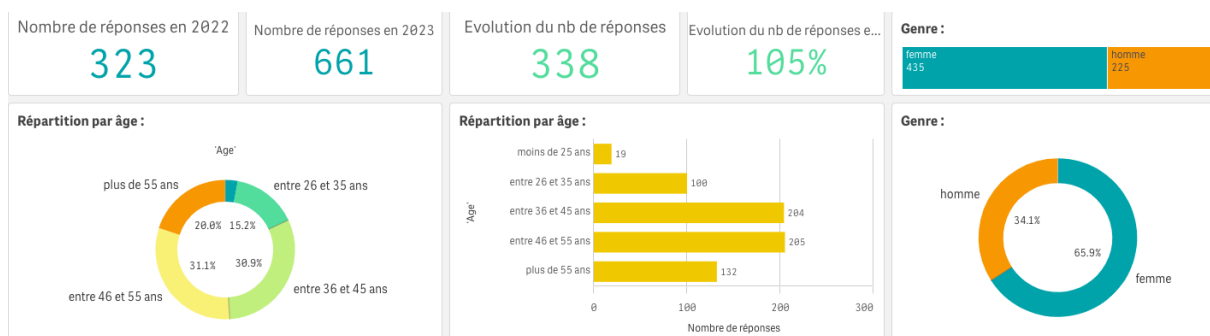 Nombre de réponses en 2022
323
Nombre de réponses en 2023
661
Evolution du nb de réponses
338
Evolution du nb de réponses e...
105%
Genre :
femme
435
homme
225
Répartition par âge :
'Age'
plus de 55 ans
entre 26 et 35 ans
20.0%
15.2%
31.1%
30.9%
entre 46 et 55 ans
entre 36 et 45 ans
Répartition par âge :
'Age'
moins de 25 ans
19
entre 26 et 35 ans
100
entre 36 et 45 ans
204
entre 46 et 55 ans
205
plus de 55 ans
132
0
100
200
300
Nombre de réponses
Genre :
homme
34.1%
65.9%
femme